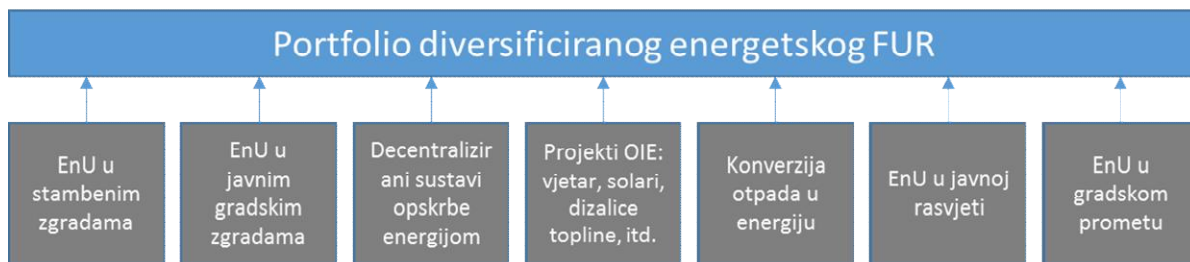 Portfolio diversificiranog energetskog FUR
EnU u
stambenim
zgradama
EnU u
javnim
gradskim
zgradama
Decentralizir
ani sustavi
opskrbe
energijom
Projekti OIE:
vjetar, solari,
dizalice
topline, itd.
Konverzija
otpada u
energiju
EnU u javnoj
rasvjeti
EnU u
gradskom
prometu